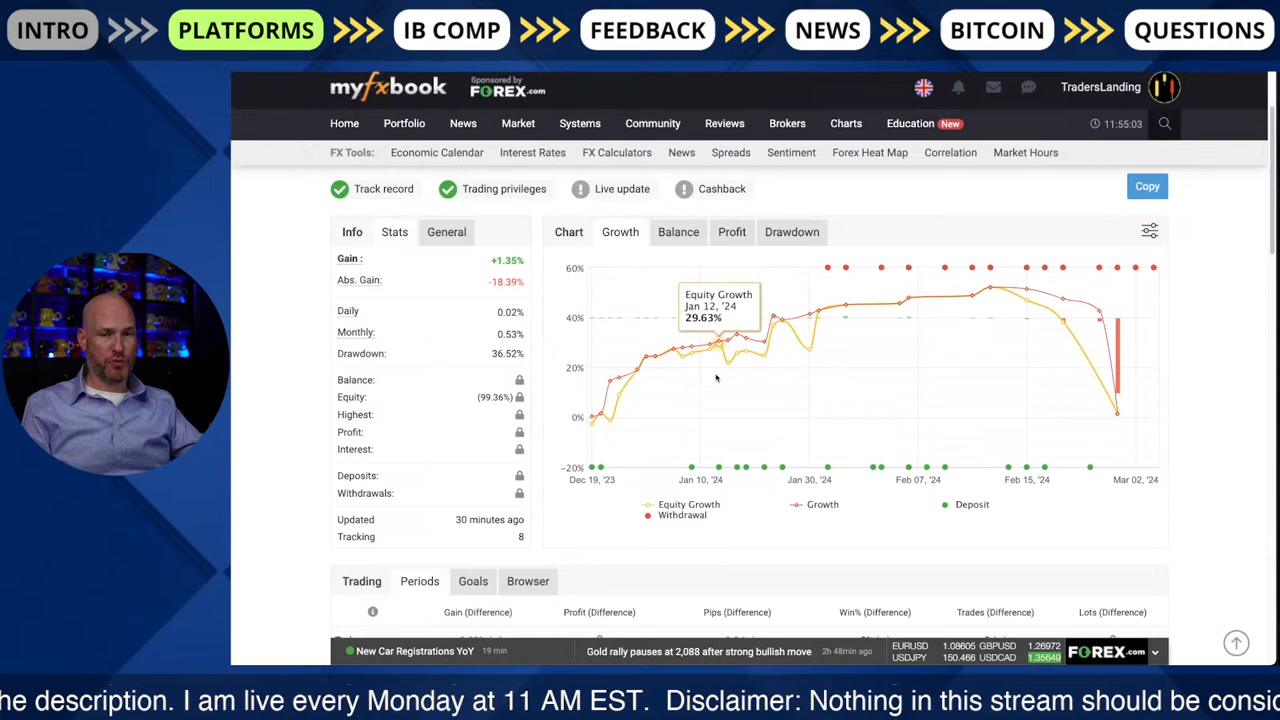 INTRO PLATFORMS IB COMP FEEDBACK NEWS BITCOIN QUESTIONS
myfxbook Sponsored by FOREX.com TradersLanding
Home Portfolio News Market Systems Community Reviews Brokers Charts Education New 11:55:03
FX Tools: Economic Calendar Interest Rates FX Calculators News Spreads Sentiment Forex Heat Map Correlation Market Hours
Track record Trading privileges Live update Cashback Copy
Info Stats General
Gain : +1.35%
Abs. Gain: -18.39%
Daily 0.02%
Monthly: 0.53%
Drawdown: 36.52%
Balance:
Equity: (99.36%)
Highest:
Profit:
Interest:
Deposits:
Withdrawals:
Updated 30 minutes ago
Tracking 8
Chart Growth Balance Profit Drawdown
60%
40%
20%
0%
-20%
Equity Growth
Jan 12, '24
29.63%
Dec 19, '23 Jan 10, '24 Jan 30, '24 Feb 07, '24 Feb 15, '24 Mar 02, '24
Equity Growth Growth Deposit
Withdrawal
Trading Periods Goals Browser
Gain (Difference) Profit (Difference) Pips (Difference) Win% (Difference) Trades (Difference) Lots (Difference)
New Car Registrations YoY 19 min Gold rally pauses at 2,088 after strong bullish move 2h 48min ago
EURUSD 1.08605 GBPUSD 1.26972
USDJPY 150.466 USDCAD 1.35649
FOREX.com
he description. I am live every Monday at 11 AM EST. Disclaimer: Nothing in this stream should be consi